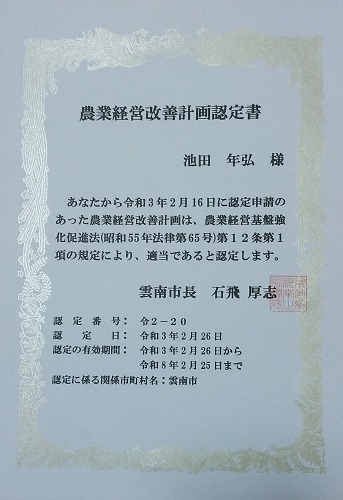 農業経営改善計画認定書
池田 年弘 様
あなたから令和3年2月16日に認定申請の
あった農業経営改善計画は、農業経営基盤強
化促進法(昭和55年法律第65号)第12条第1
項の規定により、適当であると認定します。
雲南市長 石飛 厚志
認定番号: 令2-20
認定日: 令和3年2月26日
認定の有効期間: 令和3年2月26日から
令和8年2月25日まで
認定に係る関係市町村名:雲南市